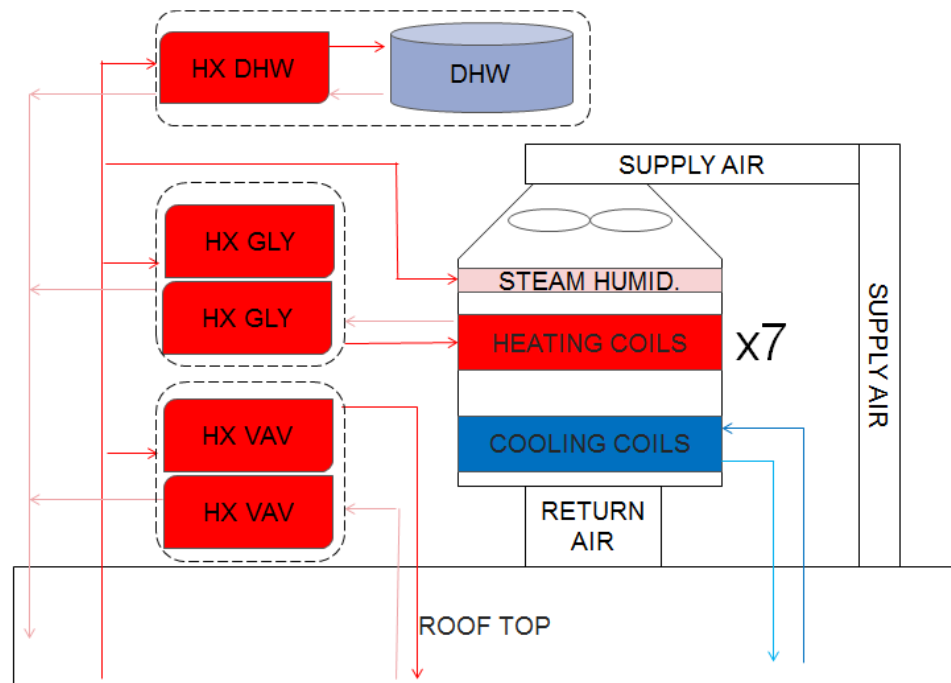 HX DHW
DHW
SUPPLY AIR
HX GLY
HX GLY
STEAM HUMID.
HEATING COILS
x7
SUPPLY AIR
HX VAV
HX VAV
COOLING COILS
RETURN
AIR
ROOF TOP